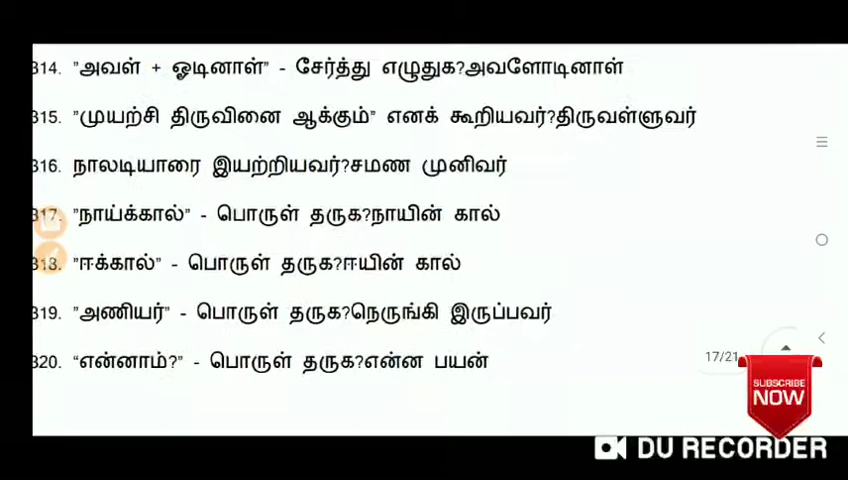 314. "அவள் + ஓடினாள்" - சேர்த்து எழுதுக?அவளோடினாள்
315. "முயற்சி திருவினை ஆக்கும்" எனக் கூறியவர்?திருவள்ளுவர்
316. நாலடியாரை இயற்றியவர்?சமண முனிவர்
317. "நாய்க்கால்" - பொருள் தருக?நாயின் கால்
318. "ஈக்கால்" - பொருள் தருக?ஈயின் கால்
319. "அணியர்" - பொருள் தருக?நெருங்கி இருப்பவர்
320. “என்னாம்?” - பொருள் தருக?என்ன பயன்
17/21
SUBSCRIBE
NOW
DU RECORDER